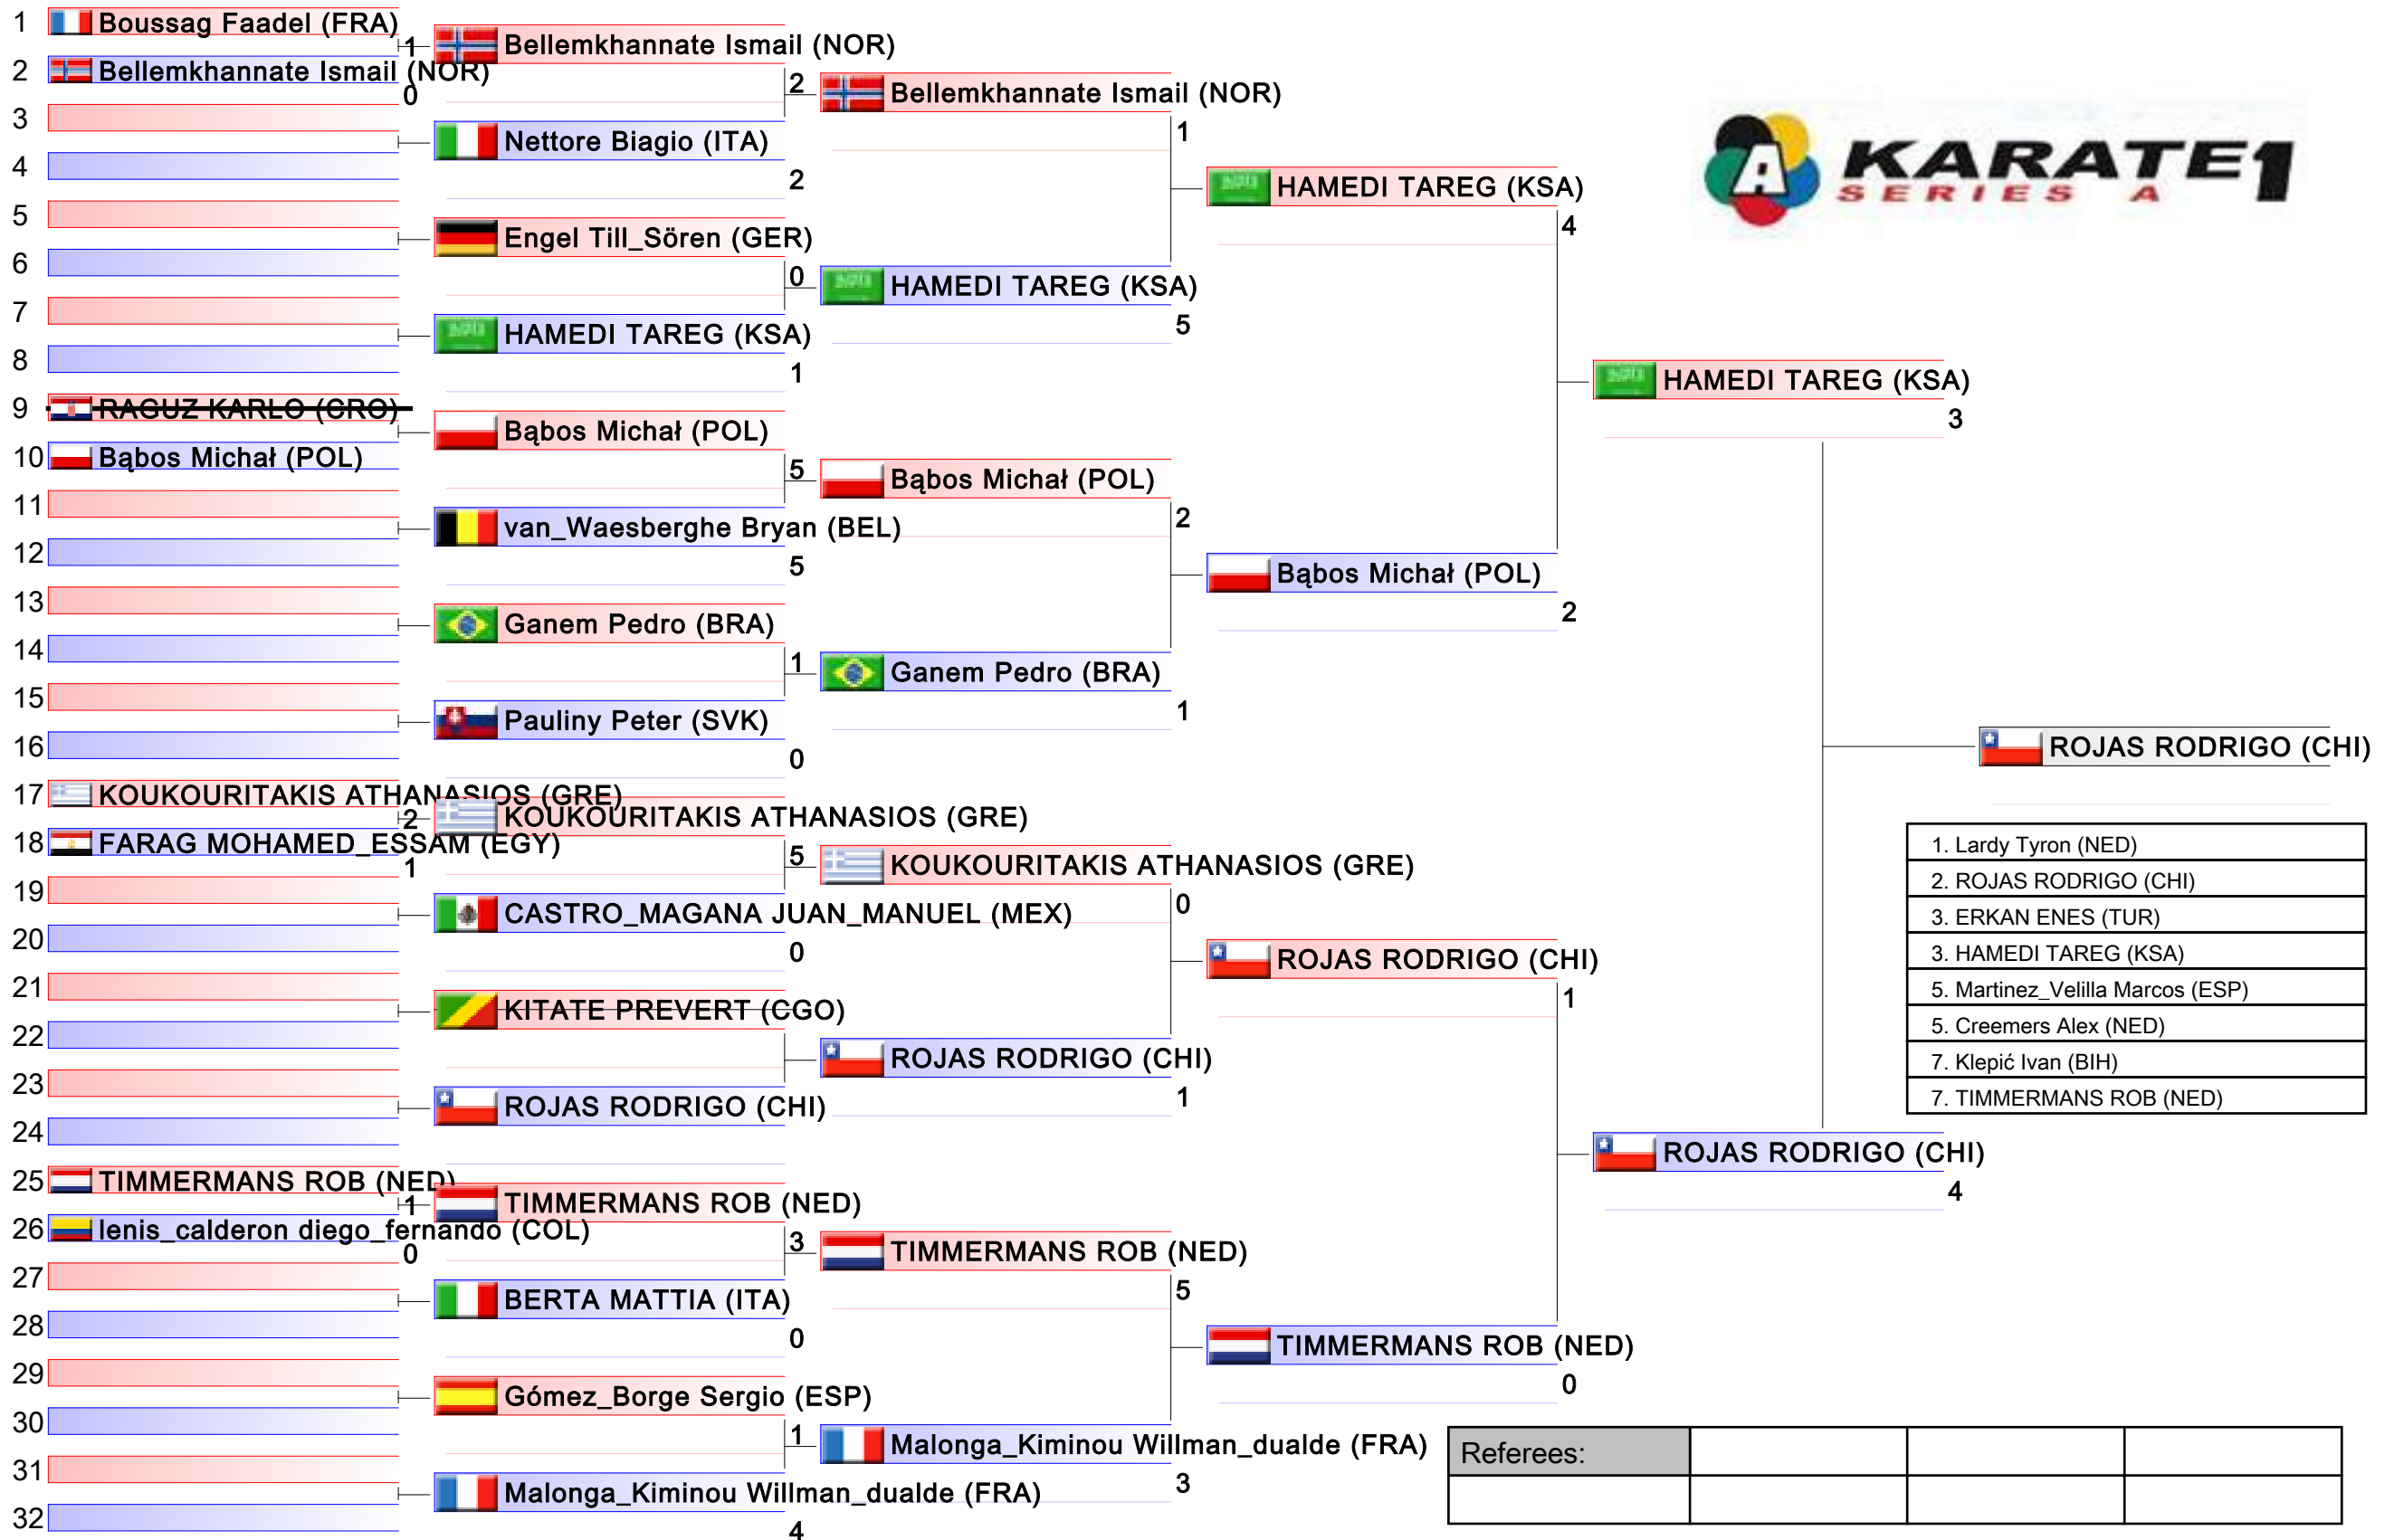 1 Boussag Faadel (FRA)
1
2 Bellemkhannate Ismail (NOR)
0
3
4
5
6
7
8
9 RAGUZ KARLO (CRO)
10 Bąbos Michał (POL)
11
12
13
14
15
16
17 KOUKOURITAKIS ATHANASIOS (GRE)
2
18 FARAG MOHAMED_ESSAM (EGY)
1
19
20
21
22
23
24
25 TIMMERMANS ROB (NED)
1
26 lenis_calderon diego_fernando (COL)
0
27
28
29
30
31
32
Bellemkhannate Ismail (NOR)
2
Nettore Biagio (ITA)
2
Engel Till_Sören (GER)
0
HAMEDI TAREG (KSA)
1
Bąbos Michał (POL)
5
van_Waesberghe Bryan (BEL)
5
Ganem Pedro (BRA)
1
Pauliny Peter (SVK)
0
KOUKOURITAKIS ATHANASIOS (GRE)
5
CASTRO_MAGANA JUAN_MANUEL (MEX)
0
KITATE PREVERT (CGO)
ROJAS RODRIGO (CHI)
TIMMERMANS ROB (NED)
3
BERTA MATTIA (ITA)
0
Gómez_Borge Sergio (ESP)
1
Malonga_Kiminou Willman_dualde (FRA)
4
Bellemkhannate Ismail (NOR)
1
HAMEDI TAREG (KSA)
5
Bąbos Michał (POL)
2
Ganem Pedro (BRA)
1
KOUKOURITAKIS ATHANASIOS (GRE)
0
ROJAS RODRIGO (CHI)
1
TIMMERMANS ROB (NED)
5
Malonga_Kiminou Willman_dualde (FRA)
3
HAMEDI TAREG (KSA)
4
Bąbos Michał (POL)
2
ROJAS RODRIGO (CHI)
1
TIMMERMANS ROB (NED)
0
HAMEDI TAREG (KSA)
3
ROJAS RODRIGO (CHI)
4
ROJAS RODRIGO (CHI)
A KARATE1
SERIES A
1. Lardy Tyron (NED)
2. ROJAS RODRIGO (CHI)
3. ERKAN ENES (TUR)
3. HAMEDI TAREG (KSA)
5. Martinez_Velilla Marcos (ESP)
5. Creemers Alex (NED)
7. Klepić Ivan (BIH)
7. TIMMERMANS ROB (NED)
Referees: